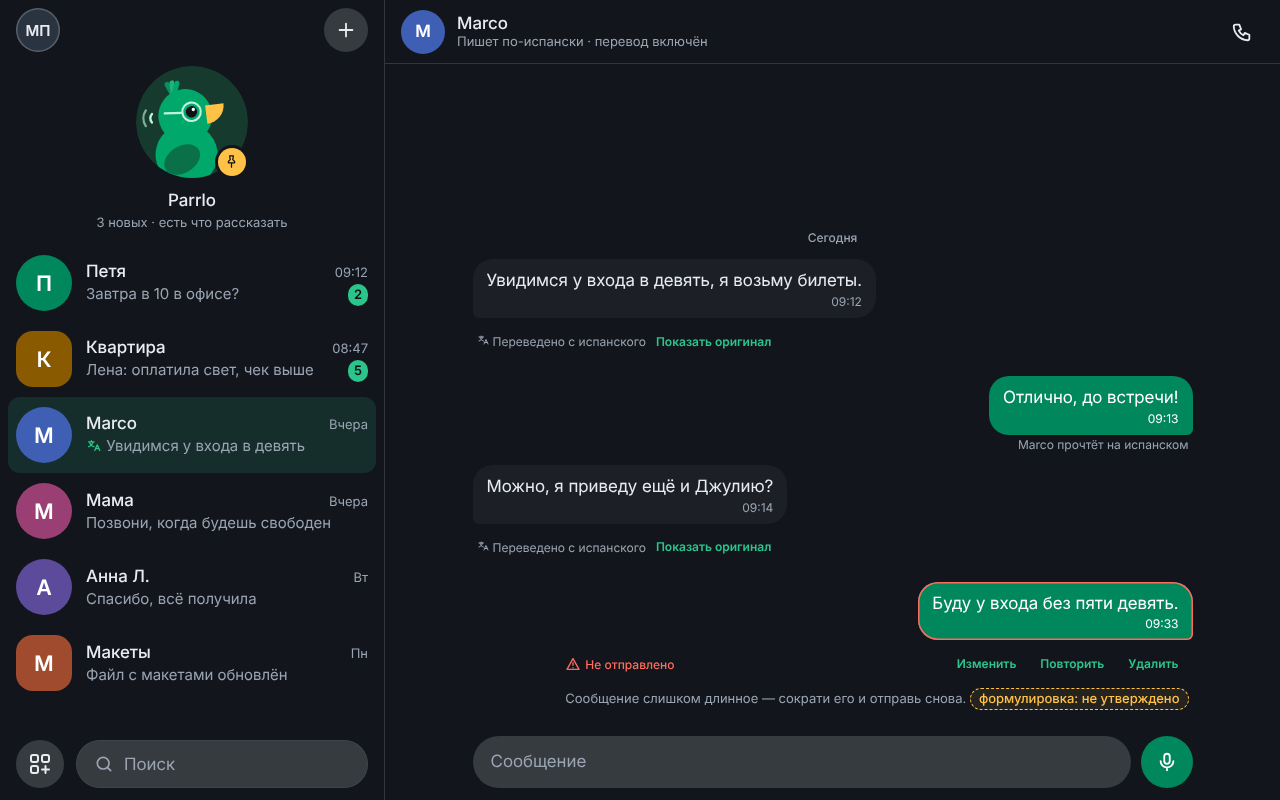 МП
Parrlo
3 новых · есть что рассказать
П
Петя
09:12
Завтра в 10 в офисе?
2
К
Квартира
08:47
Лена: оплатила свет, чек выше
5
M
Marco
Вчера
Увидимся у входа в девять
М
Мама
Вчера
Позвони, когда будешь свободен
А
Анна Л.
Вт
Спасибо, всё получила
М
Макеты
Пн
Файл с макетами обновлён
Поиск
M
Marco
Пишет по-испански · перевод включён
Сегодня
Увидимся у входа в девять, я возьму билеты.
09:12
Переведено с испанского Показать оригинал
Отлично, до встречи!
09:13
Marco прочтёт на испанском
Можно, я приведу ещё и Джулию?
09:14
Переведено с испанского Показать оригинал
Буду у входа без пяти девять.
09:33
Не отправлено
Изменить Повторить Удалить
Сообщение слишком длинное — сократи его и отправь снова. формулировка: не утверждено
Сообщение